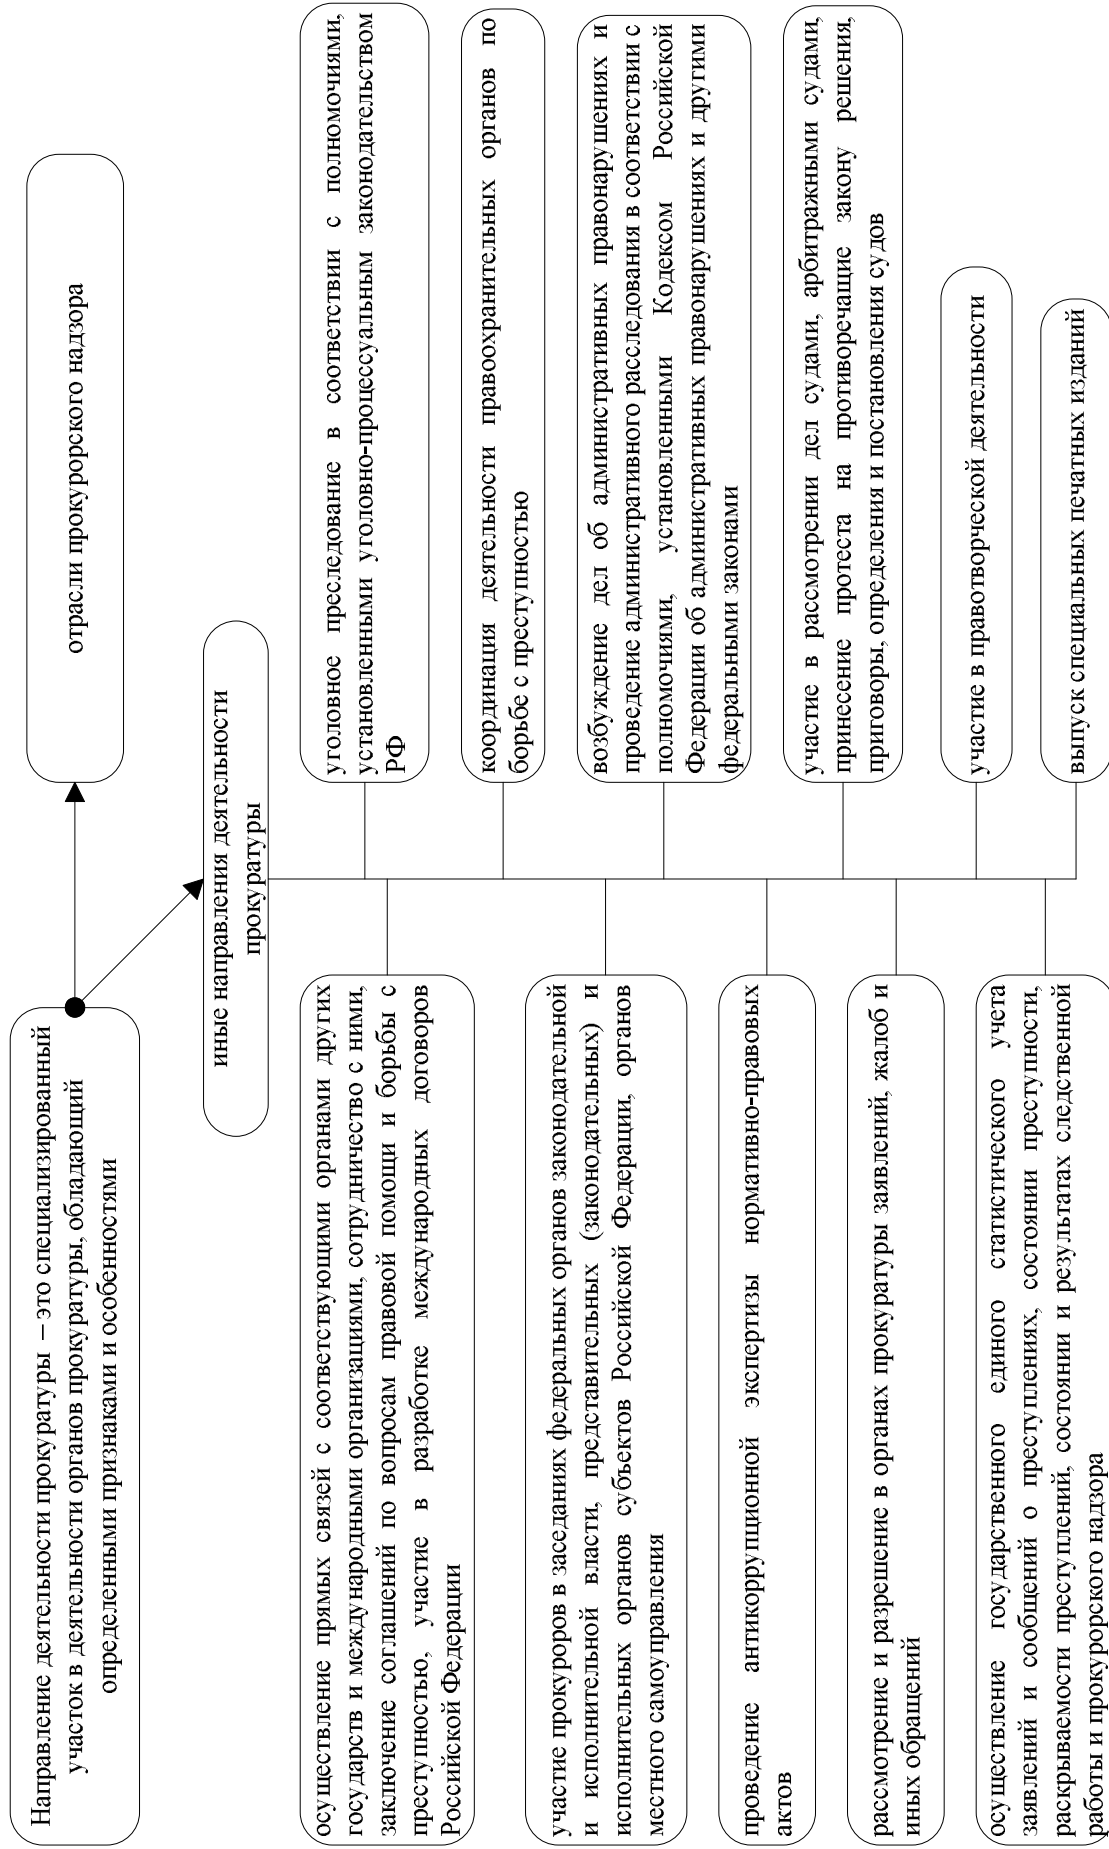 Направление деятельности прокуратуры – это специализированный
участок в деятельности органов прокуратуры, обладающий
определенными признаками и особенностями
отрасли прокурорского надзора
иные направления деятельности
прокуратуры
осуществление прямых связей с соответствующими органами других
государств и международными организациями, сотрудничество с ними,
заключение соглашений по вопросам правовой помощи и борьбы с
преступностью, участие в разработке международных договоров
Российской Федерации
участие прокуроров в заседаниях федеральных органов законодательной
и исполнительной власти, представительных (законодательных) и
исполнительных органов субъектов Российской Федерации, органов
местного самоуправления
проведение антикоррупционной экспертизы нормативно-правовых
актов
рассмотрение и разрешение в органах прокуратуры заявлений, жалоб и
иных обращений
осуществление государственного единого статистического учета
заявлений и сообщений о преступлениях, состоянии преступности,
раскрываемости преступлений, состоянии и результатах следственной
работы и прокурорского надзора
уголовное преследование в соответствии с полномочиями,
установленными уголовно-процессуальным законодательством
РФ
координация деятельности правоохранительных органов по
борьбе с преступностью
возбуждение дел об административных правонарушениях и
проведение административного расследования в соответствии с
полномочиями, установленными Кодексом Российской
Федерации об административных правонарушениях и другими
федеральными законами
участие в рассмотрении дел судами, арбитражными судами,
принесение протеста на противоречащие закону решения,
приговоры, определения и постановления судов
участие в правотворческой деятельности
выпуск специальных печатных изданий